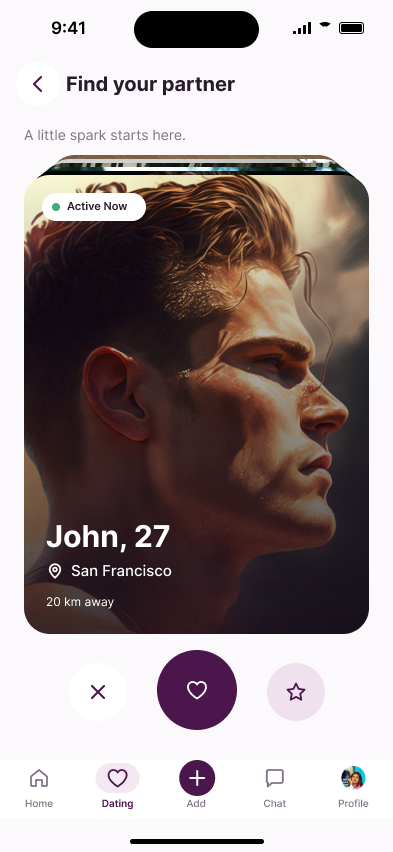 9:41
Find your partner
A little spark starts here.
Active Now
John, 27
San Francisco
20 km away
Home
Dating
Add
Chat
Profile